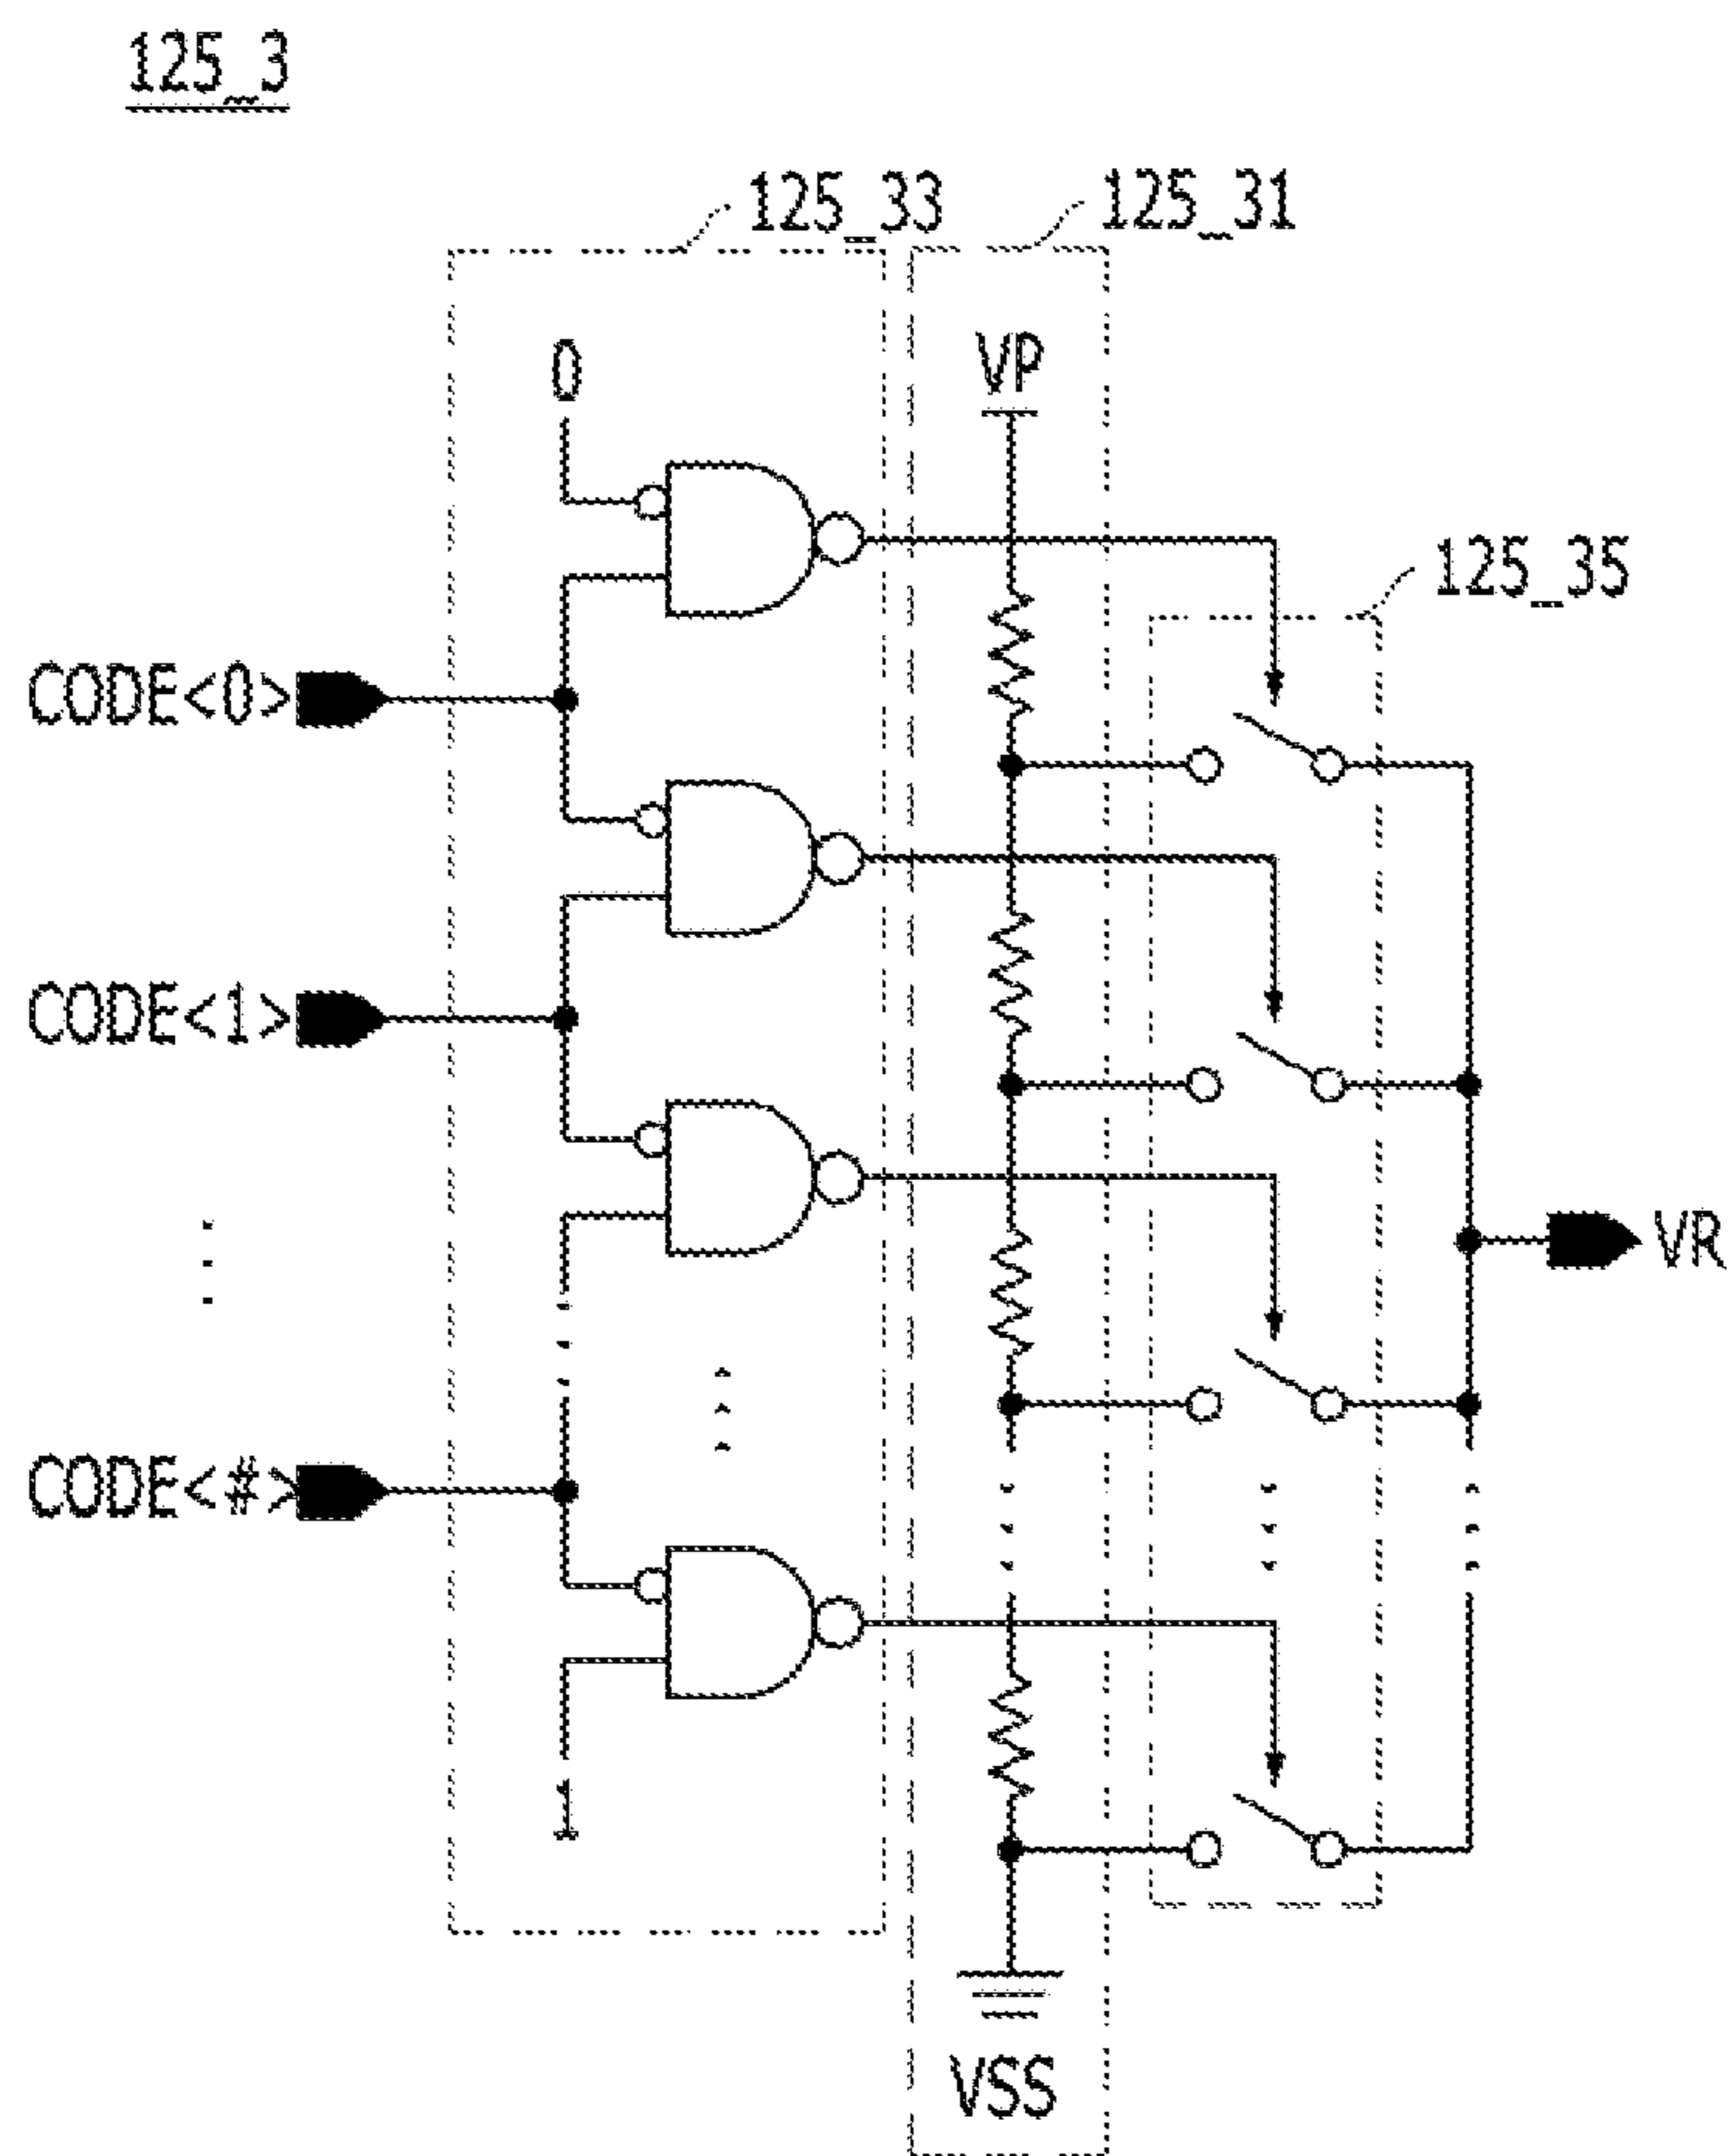 125_3
125_33
125_31
0
VP
125_35
CODE<0>
CODE<1>
VR
CODE<#>
1
VSS